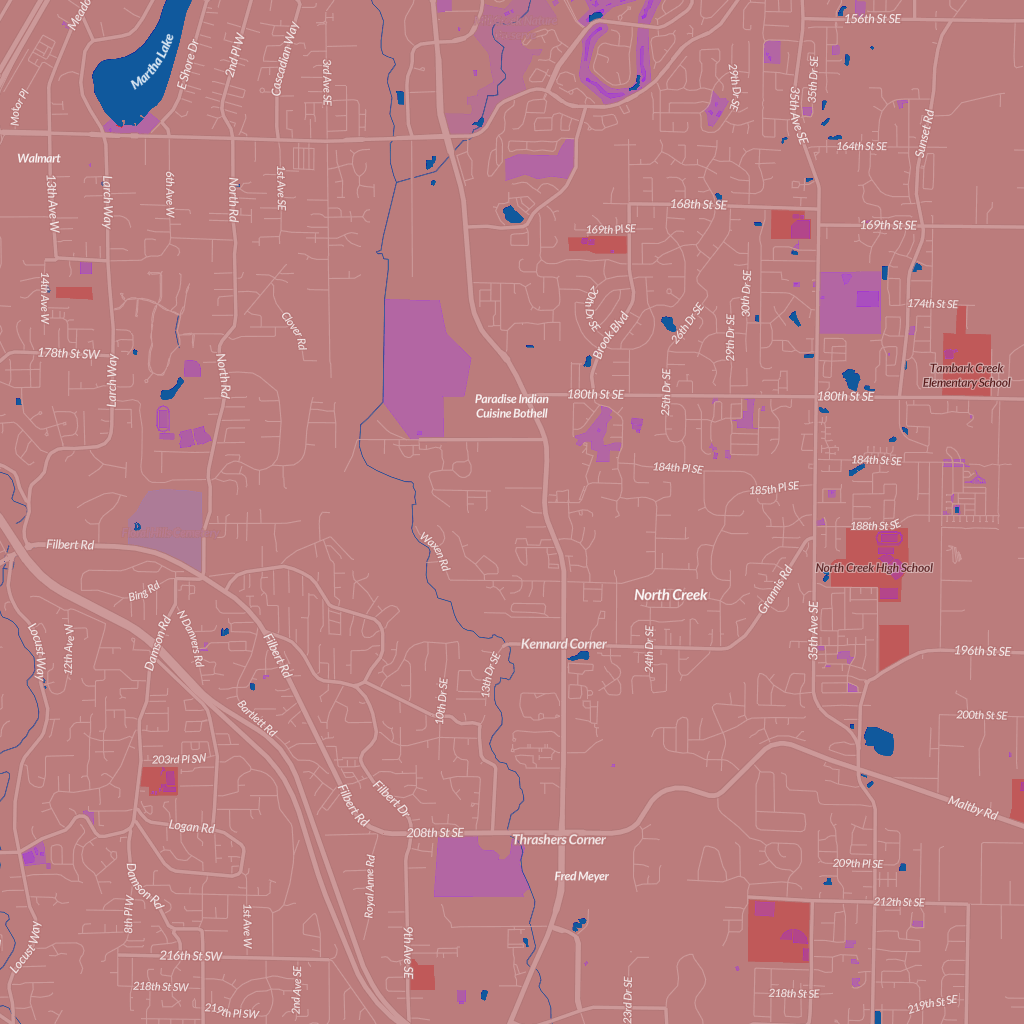 156th St SE
Meado
Martha Lake
E Shore Dr
2nd Pl W
Cascadian Way
3rd Ave SE
29th Dr SE
35th Dr SE
35th Ave SE
Sunset Rd
Motor Pl
164th St SE
Walmart
13th Ave W
Larch Way
6th Ave W
North Rd
1st Ave SE
168th St SE
169th St SE
169th Pl SE
14th Ave W
Clover Rd
20th Dr SE
Brook Blvd
26th Dr SE
30th Dr SE
29th Dr SE
174th St SE
178th St SW
Larch Way
North Rd
Tambark Creek
Elementary School
Paradise Indian
Cuisine Bothell
180th St SE
25th Dr SE
180th St SE
184th Pl SE
184th St SE
185th Pl SE
188th St SE
Filbert Rd
Waxen Rd
North Creek High School
Bing Rd
North Creek
Grannis Rd
Locust Way
12th Ave W
Damson Rd
N Danvers Rd
Filbert Rd
Kennard Corner
24th Dr SE
35th Ave SE
196th St SE
13th Dr SE
10th Dr SE
Bartlett Rd
200th St SE
203rd Pl SN
Filbert Rd
Filbert Dr
Maltby Rd
Logan Rd
208th St SE
Thrashers Corner
209th Pl SE
Fred Meyer
Royal Anne Rd
Damson Rd
8th Pl W
1st Ave W
212th St SE
Locust Way
216th St SW
9th Ave SE
218th St SW
2nd Ave SE
23rd Dr SE
218th St SE
219th St SE
219th Pl SW